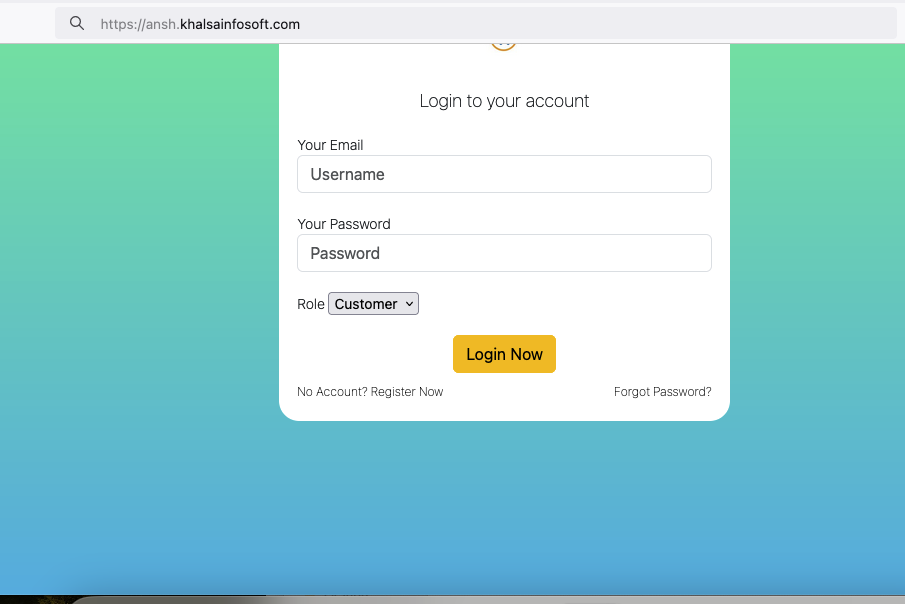 https://ansh.khalsainfosoft.com
Login to your account
Your Email
Username
Your Password
Password
Role Customer
Login Now
No Account? Register Now
Forgot Password?